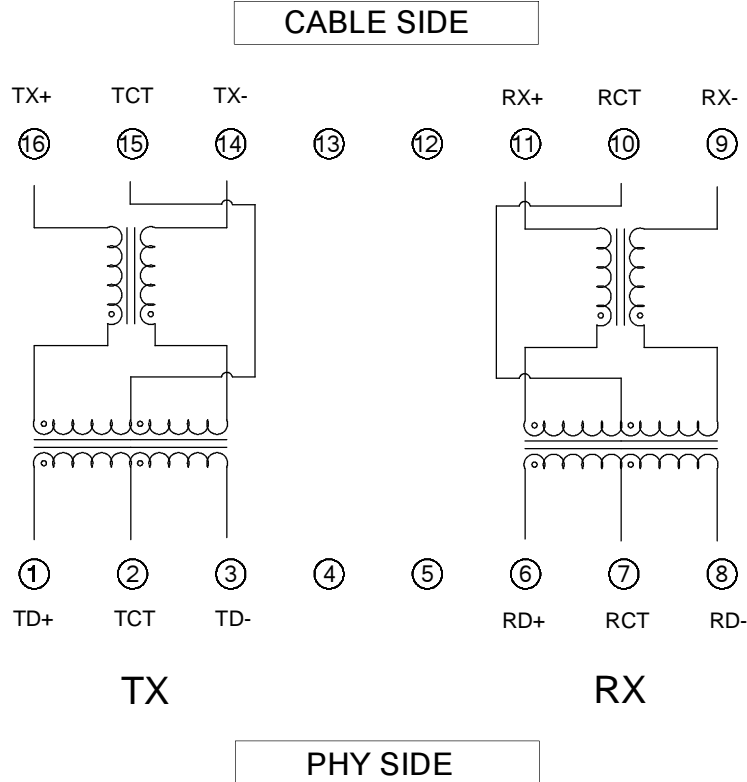 CABLE SIDE
TX+ TCT TX- RX+ RCT RX-
16 15 14 13 12 11 10 9
1 2 3 4 5 6 7 8
TD+ TCT TD- RD+ RCT RD-
TX RX
PHY SIDE